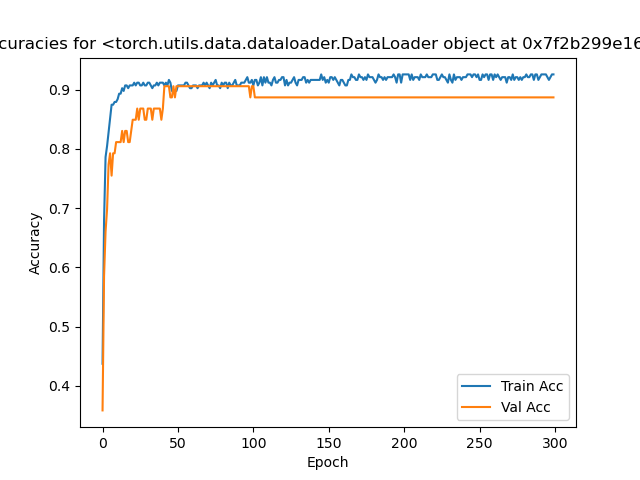 curacies for <torch.utils.data.dataloader.DataLoader object at 0x7f2b299e16
Accuracy
0.9
0.8
0.7
0.6
0.5
0.4
0
50
100
150
200
250
300
Epoch
Train Acc
Val Acc